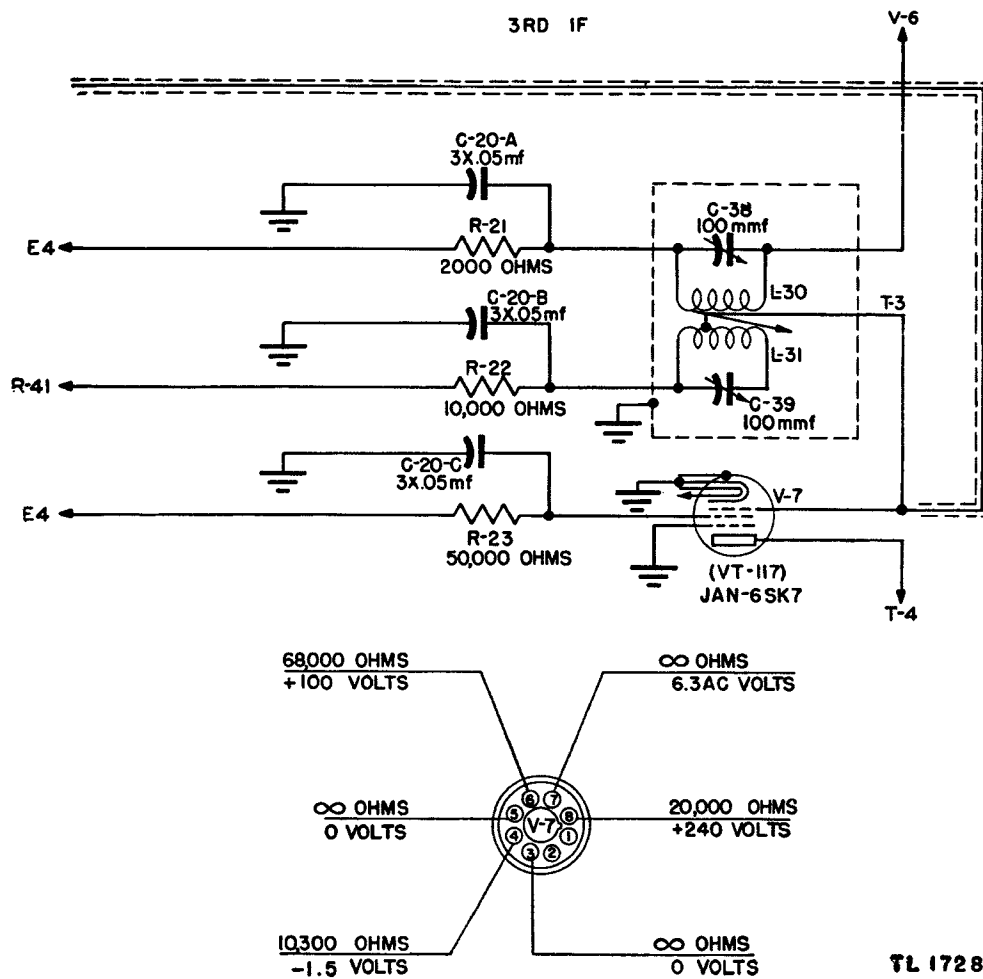 3RD IF
V-6
C-20-A
3X.05mf
R-21
2000 OHMS
E4
C-38
100 mmf
L-30
T-3
C-20-B
3X.05mf
L-31
R-41
R-22
10,000 OHMS
C-39
100 mmf
C-20-C
3X.05mf
V-7
E4
R-23
50,000 OHMS
(VT-117)
JAN-6SK7
T-4
68,000 OHMS
+100 VOLTS
∞ OHMS
6.3AC VOLTS
∞ OHMS
0 VOLTS
6
7
5
8
V-7
4
1
3
2
20,000 OHMS
+240 VOLTS
10,300 OHMS
-1.5 VOLTS
∞ OHMS
0 VOLTS
TL 1728